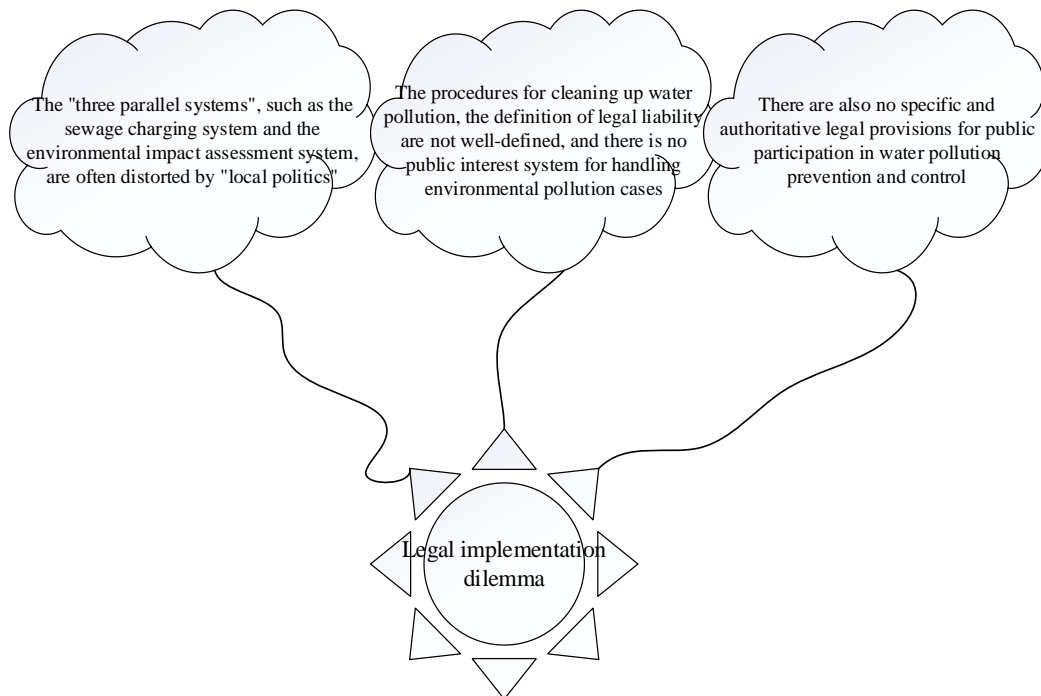 The "three parallel systems", such as the
sewage charging system and the
environmental impact assessment system,
are often distorted by "local politics"
The procedures for cleaning up water
pollution, the definition of legal liability
are not well-defined, and there is no
public interest system for handling
environmental pollution cases
There are also no specific and
authoritative legal provisions for public
participation in water pollution
prevention and control
Legal implementation
dilemma